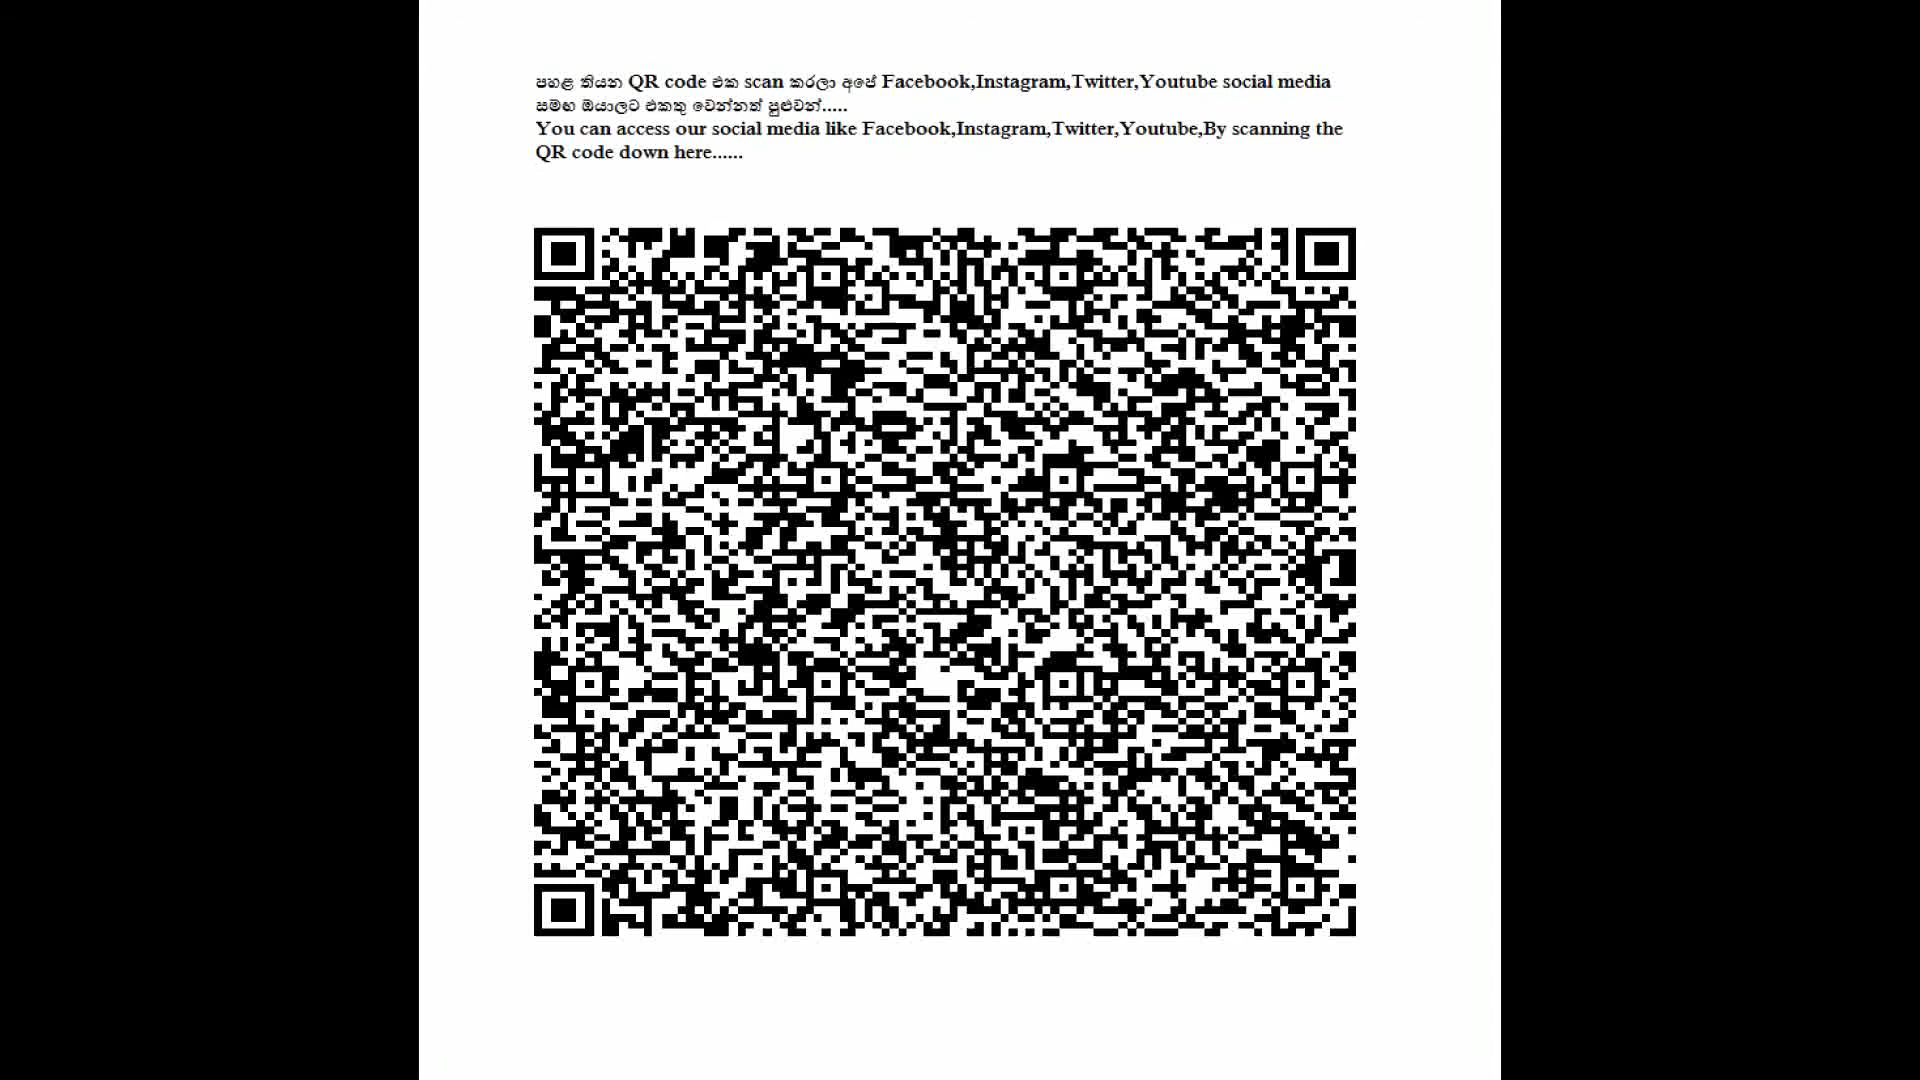 පහළ තියන QR code එක scan කරලා අපේ Facebook,Instagram,Twitter,Youtube social media
සමඟ ඔයාලට එකතු වෙන්නත් පුළුවන්.....
You can access our social media like Facebook,Instagram,Twitter,Youtube,By scanning the
QR code down here......